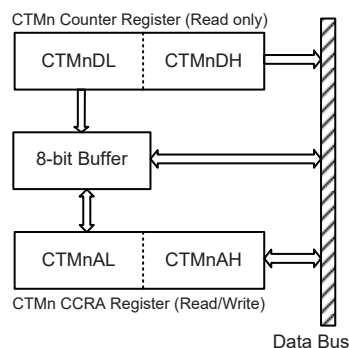 CTMn Counter Register (Read only)
CTMnDL CTMnDH
8-bit Buffer
CTMnAL CTMnAH
CTMn CCRA Register (Read/Write)
Data Bus